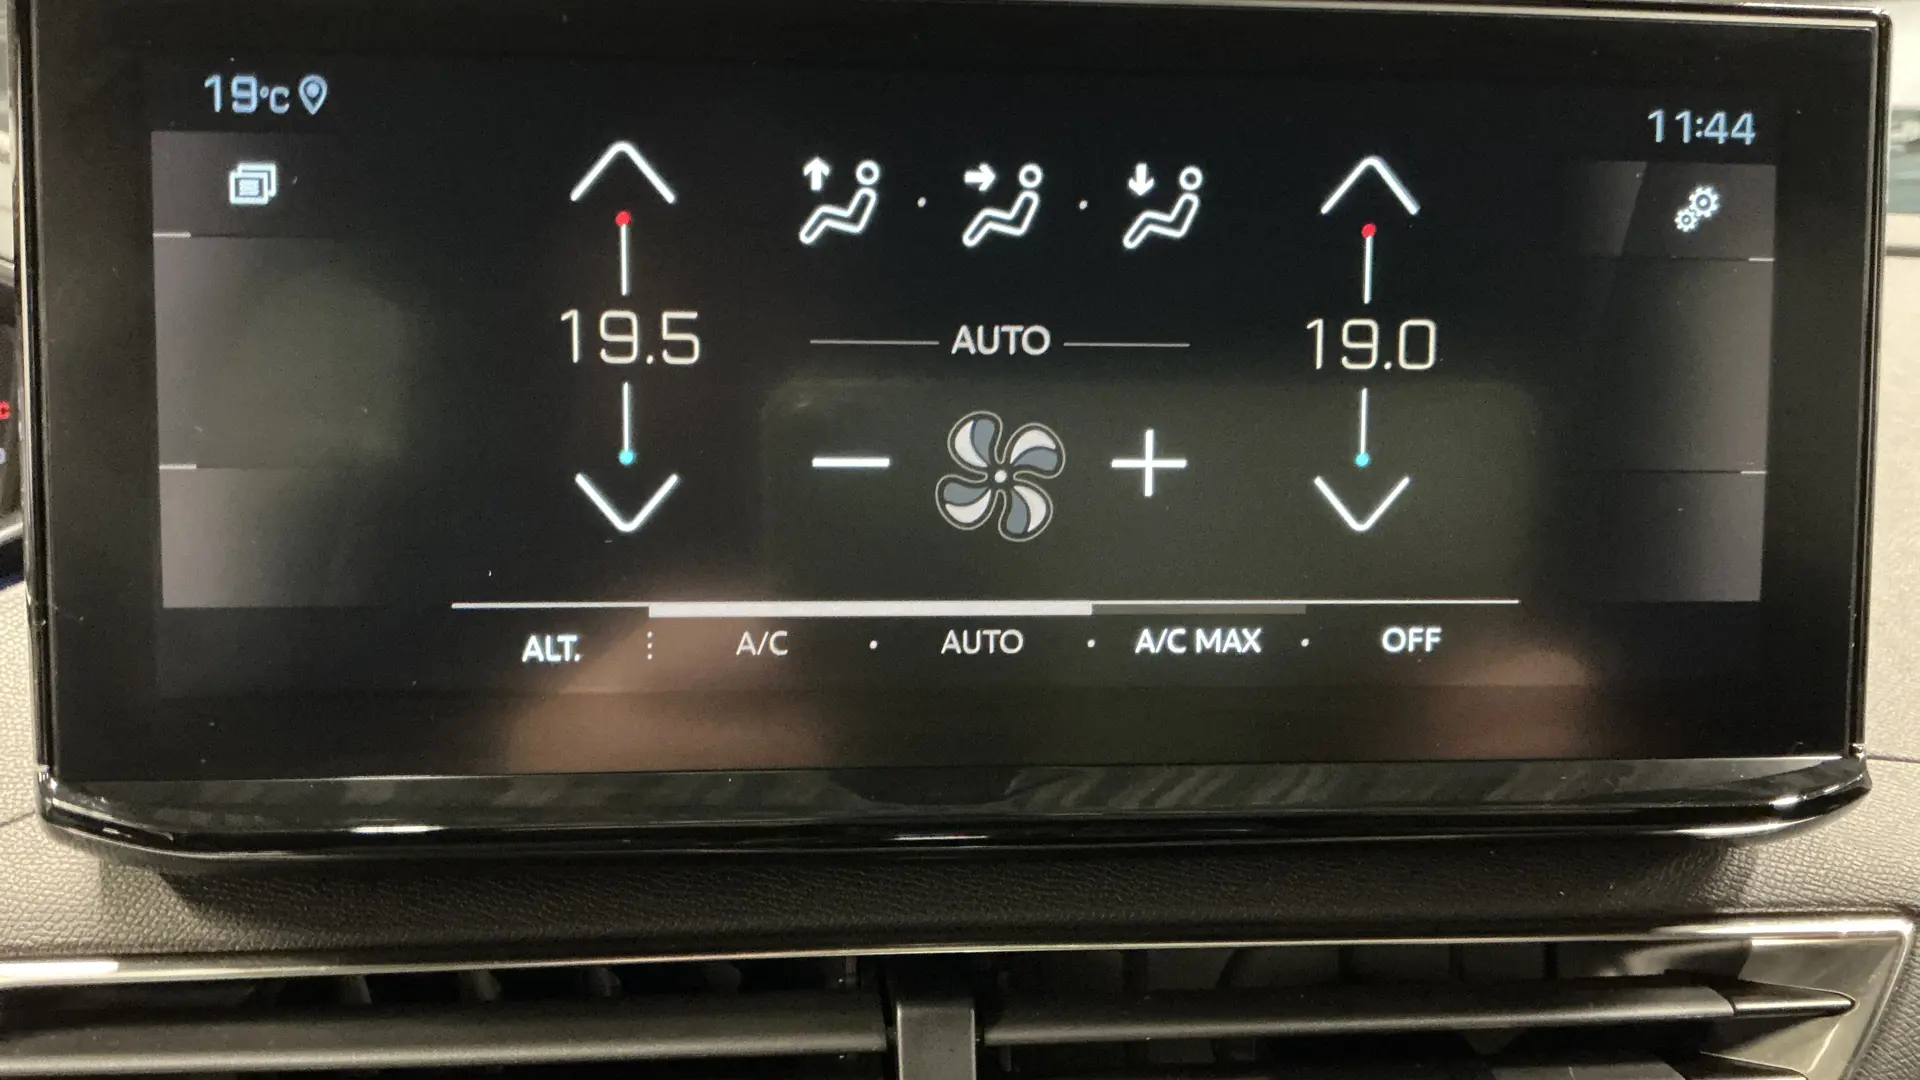 19°C
11:44
19.5
AUTO
19.0
ALT. A/C · AUTO · A/C MAX · OFF